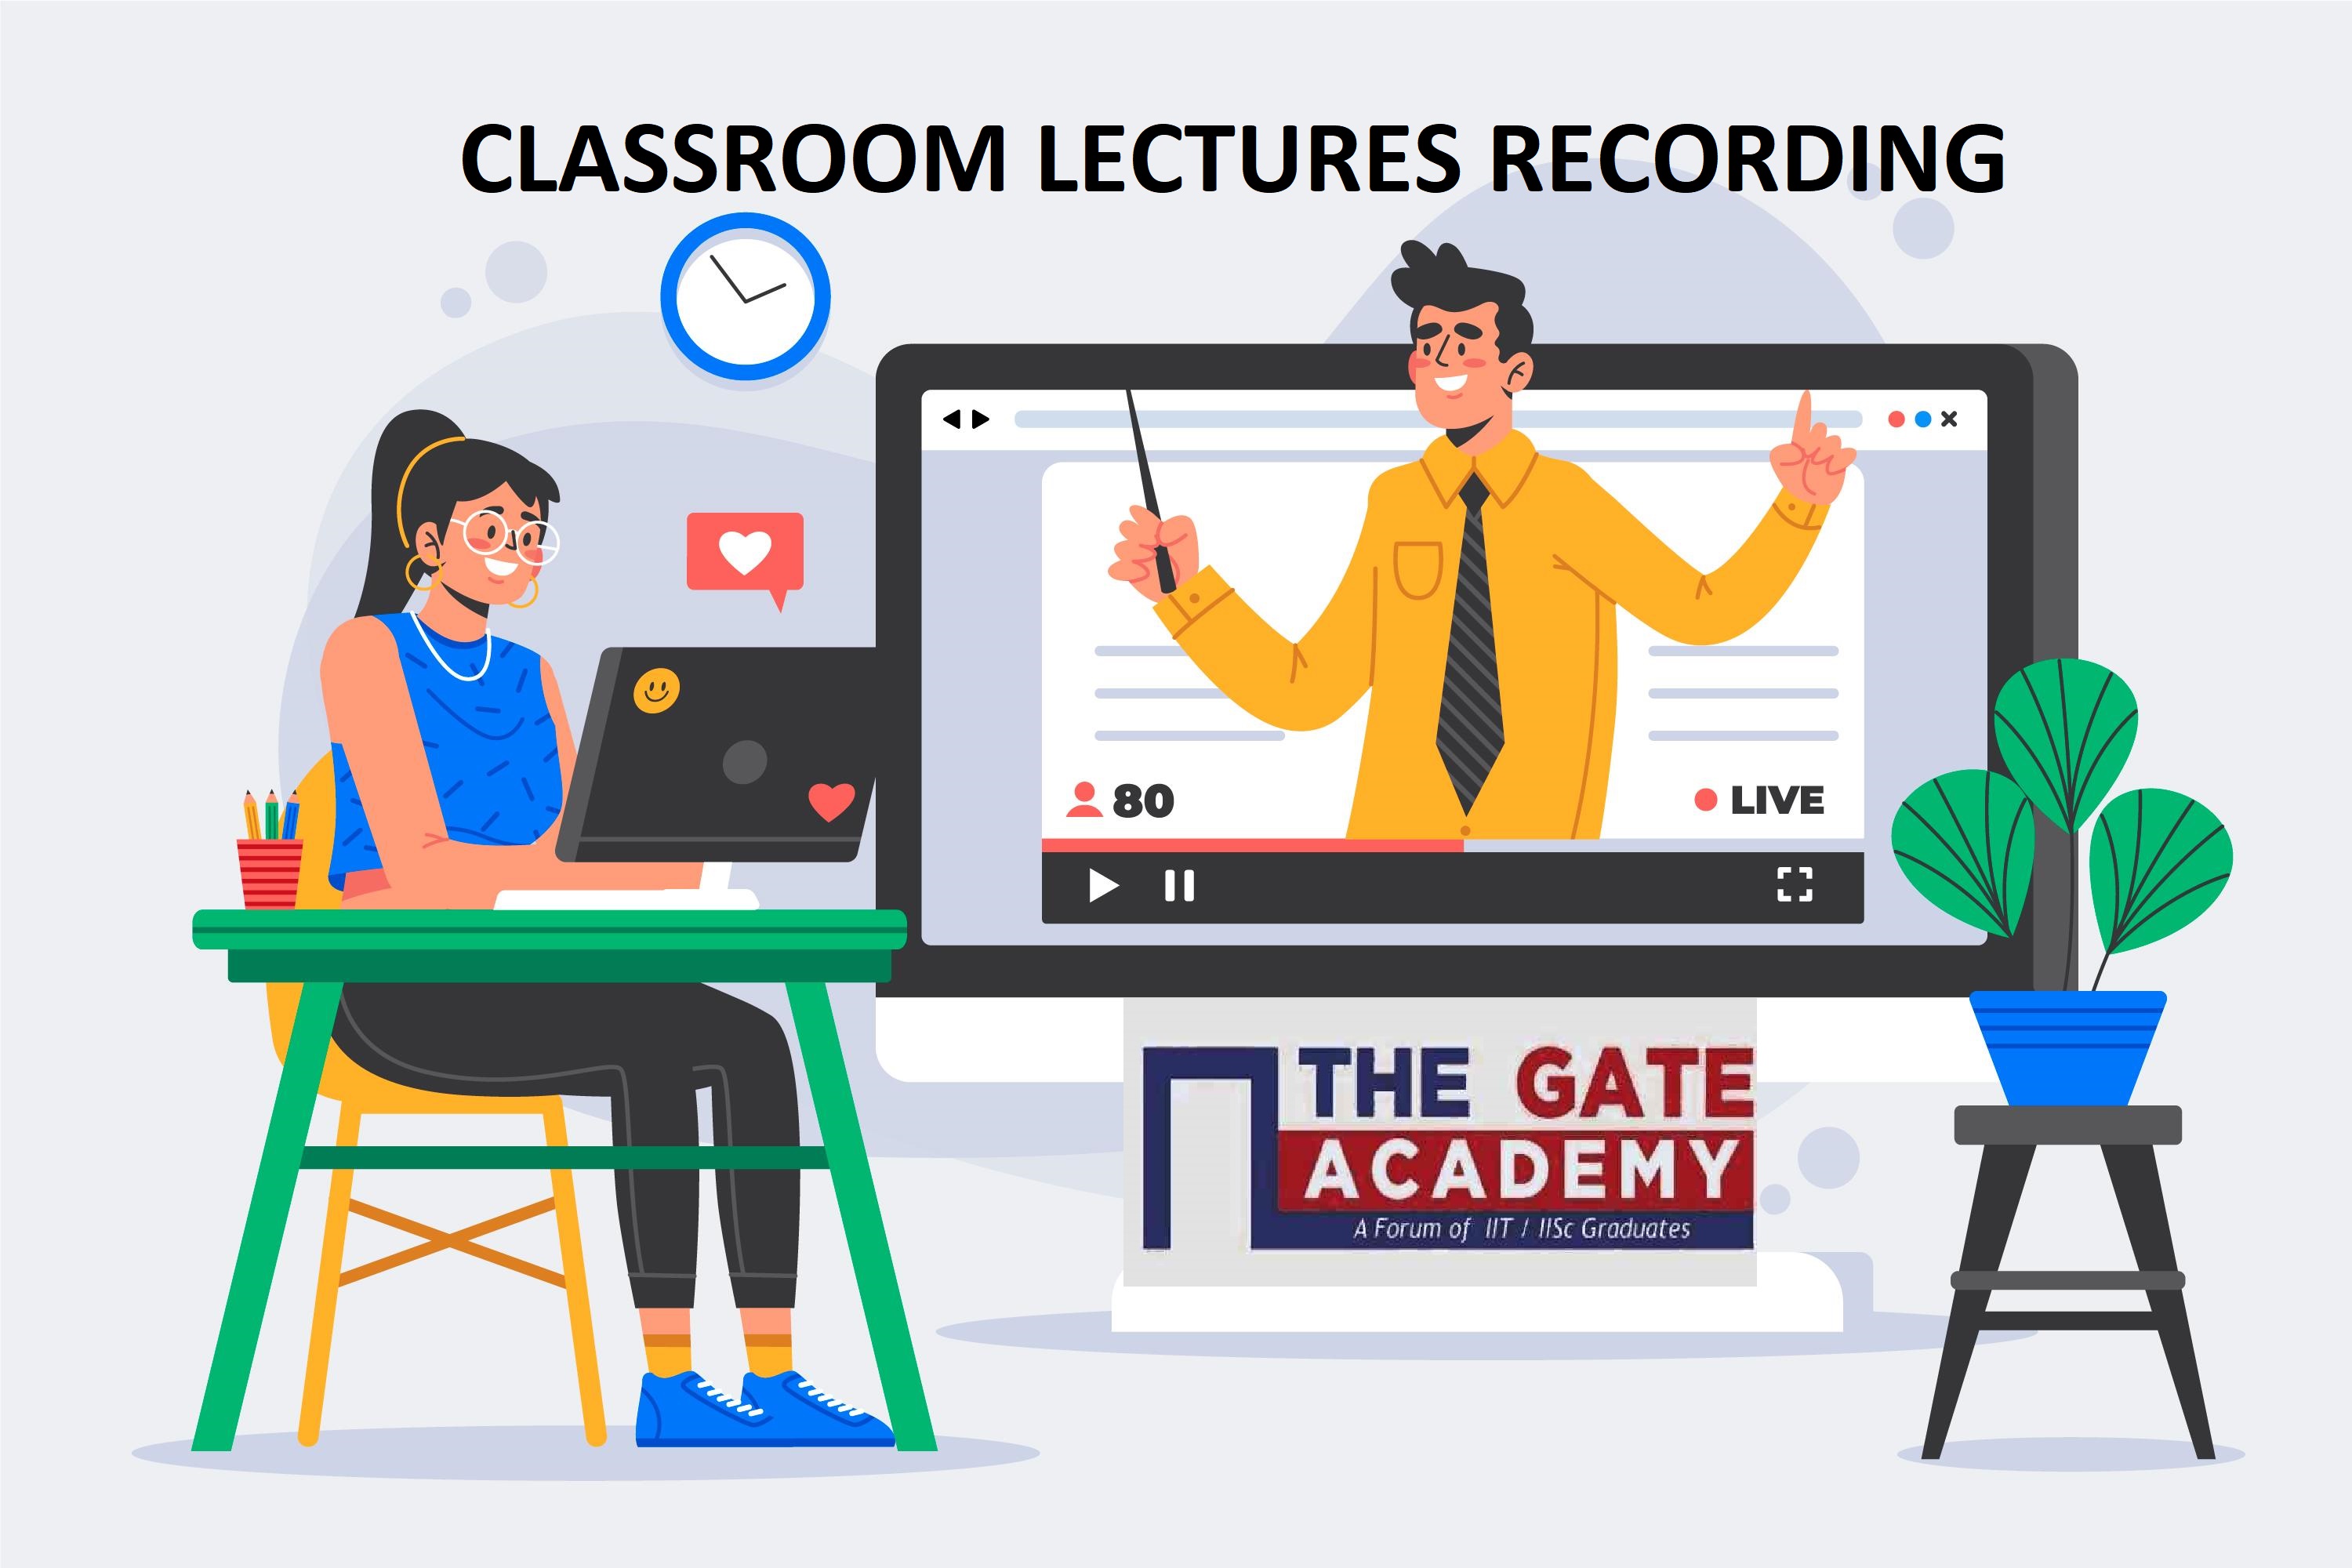 CLASSROOM LECTURES RECORDING
80
LIVE
THE GATE
ACADEMY
A Forum of IIT / IISc Graduates